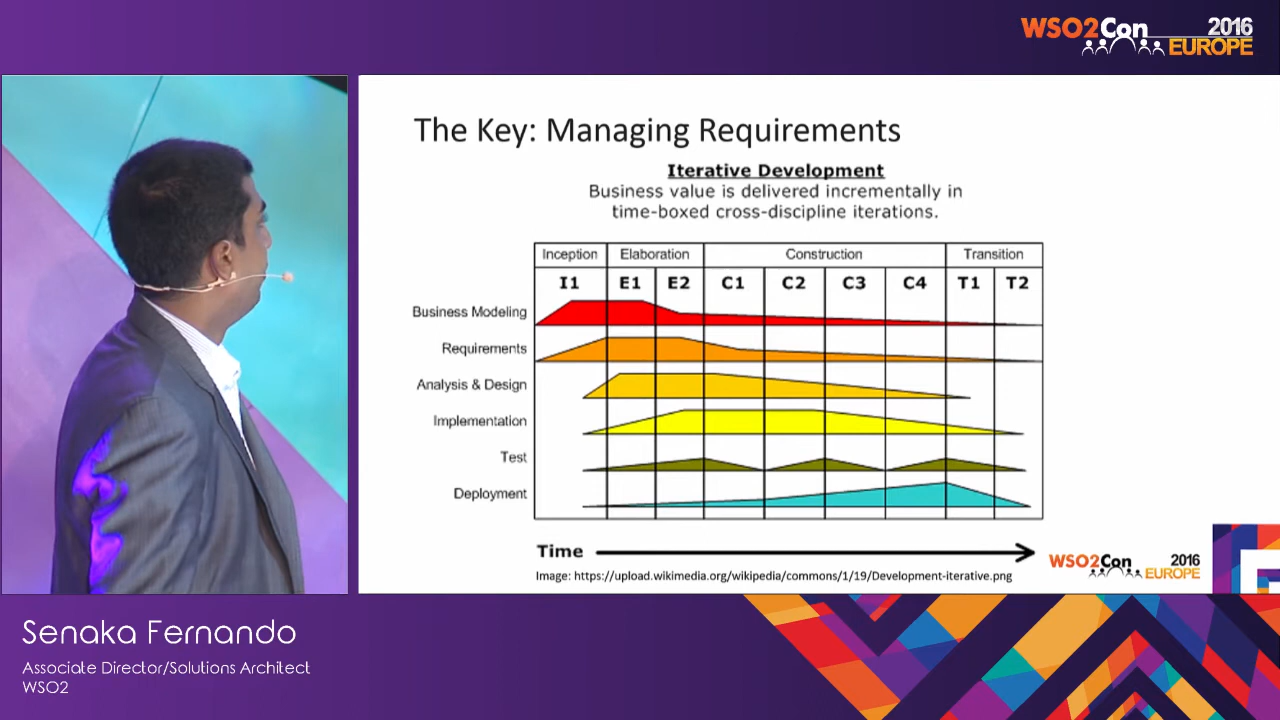 WSO2Con 2016
EUROPE
The Key: Managing Requirements
Iterative Development
Business value is delivered incrementally in
time-boxed cross-discipline iterations.
Inception Elaboration Construction Transition
I1 E1 E2 C1 C2 C3 C4 T1 T2
Business Modeling
Requirements
Analysis & Design
Implementation
Test
Deployment
Time
Image: https://upload.wikimedia.org/wikipedia/commons/1/19/Development-iterative.png
WSO2Con 2016
EUROPE
Senaka Fernando
Associate Director/Solutions Architect
WSO2